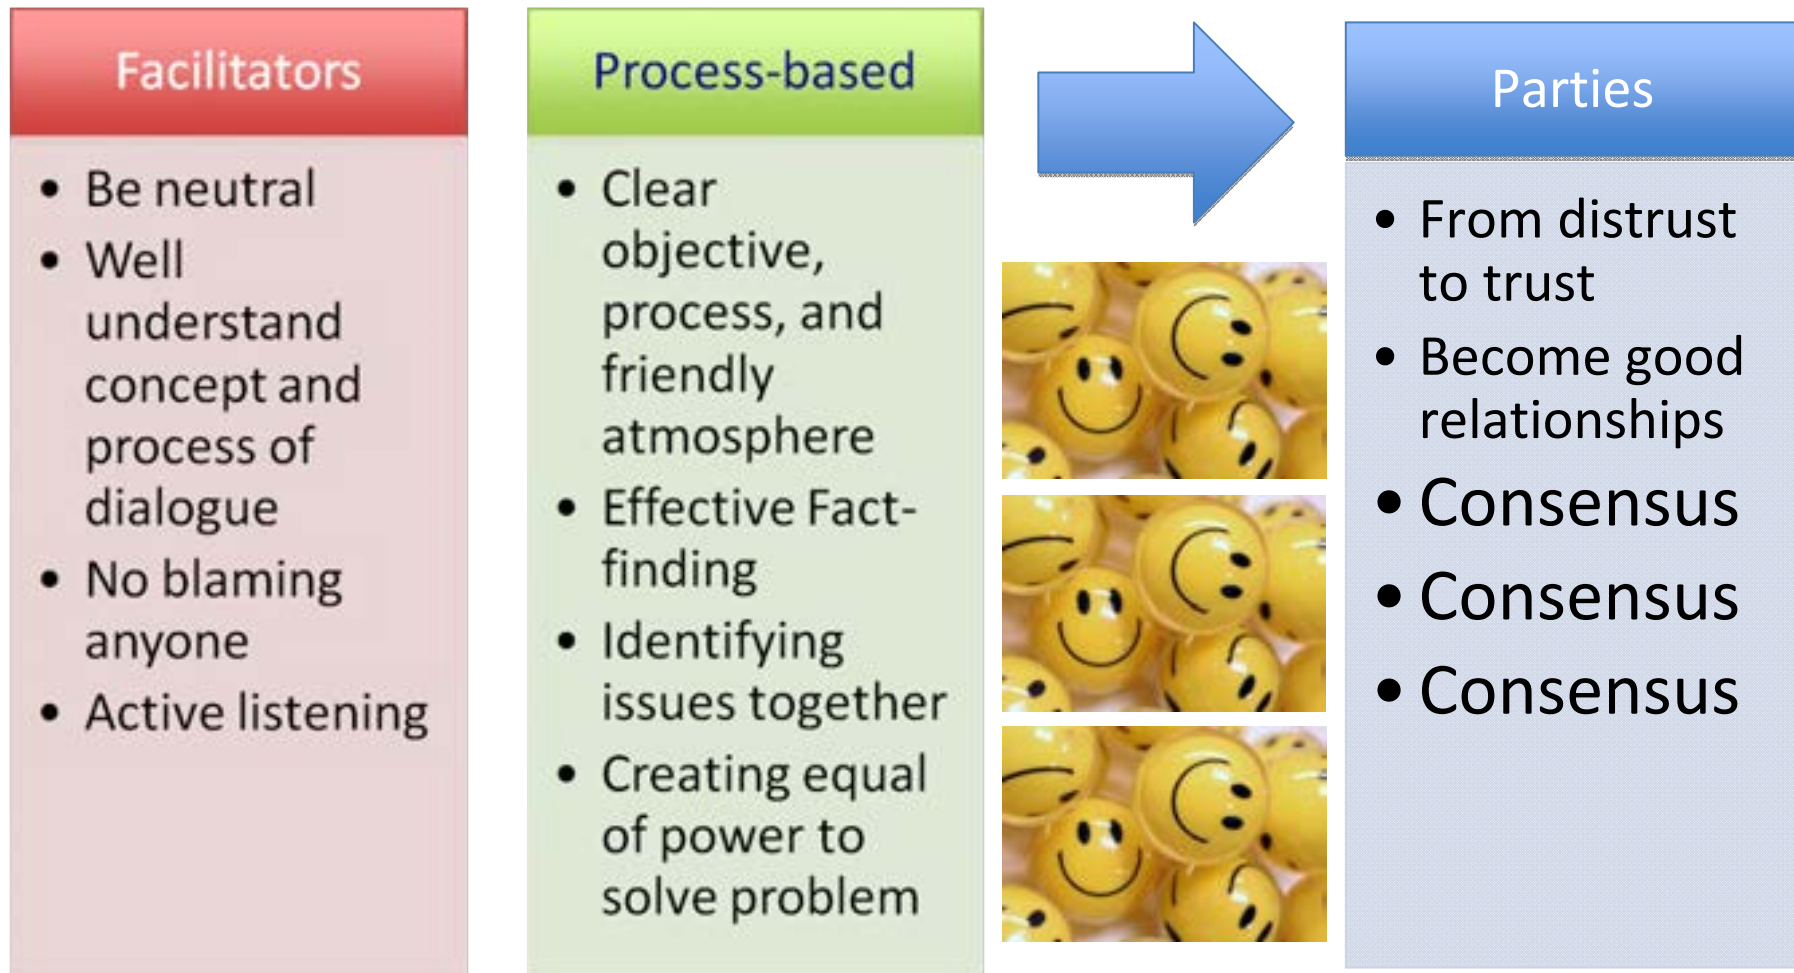 Facilitators
• Be neutral
• Well
understand
concept and
process of
dialogue
• No blaming
anyone
• Active listening
Process-based
• Clear
objective,
process, and
friendly
atmosphere
• Effective Fact-
finding
• Identifying
issues together
• Creating equal
of power to
solve problem
Parties
• From distrust
to trust
• Become good
relationships
• Consensus
• Consensus
• Consensus